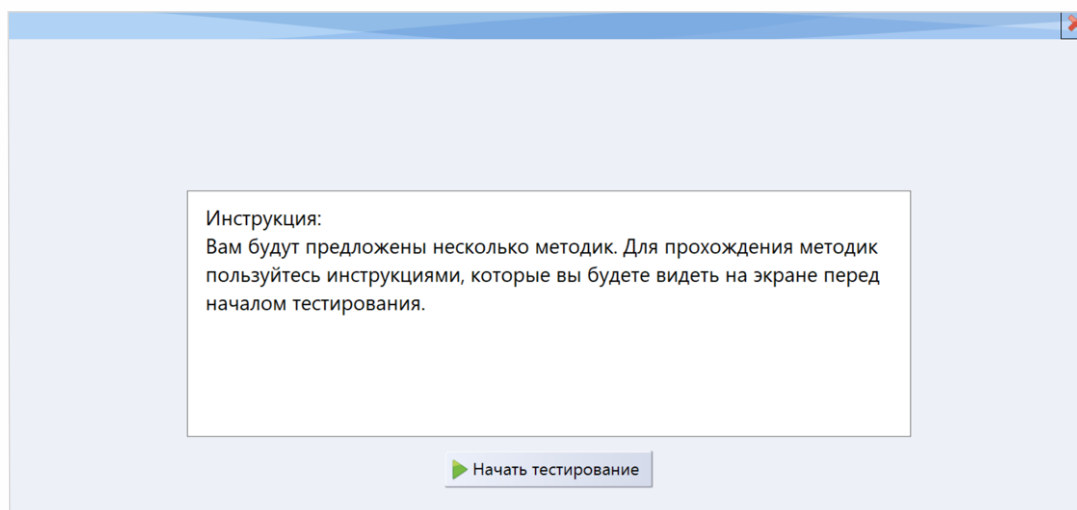 Инструкция:
Вам будут предложены несколько методик. Для прохождения методик
пользуйтесь инструкциями, которые вы будете видеть на экране перед
началом тестирования.
Начать тестирование